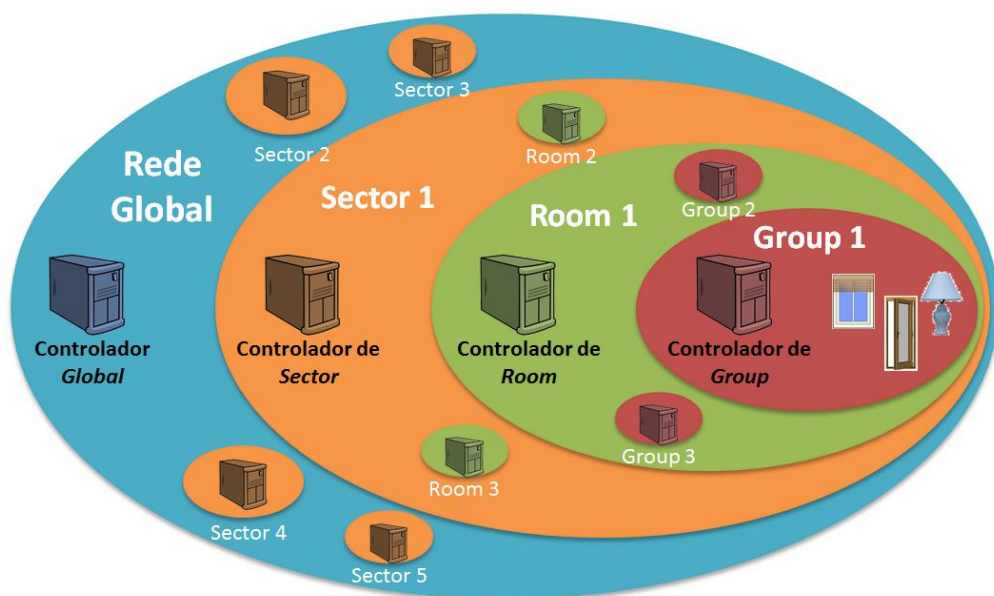 Sector 3
Sector 2
Room 2
Rede
Global
Sector 1
Room 1
Group 2
Group 1
Controlador
Global
Controlador de
Sector
Controlador de
Room
Controlador de
Group
Group 3
Room 3
Sector 4
Sector 5